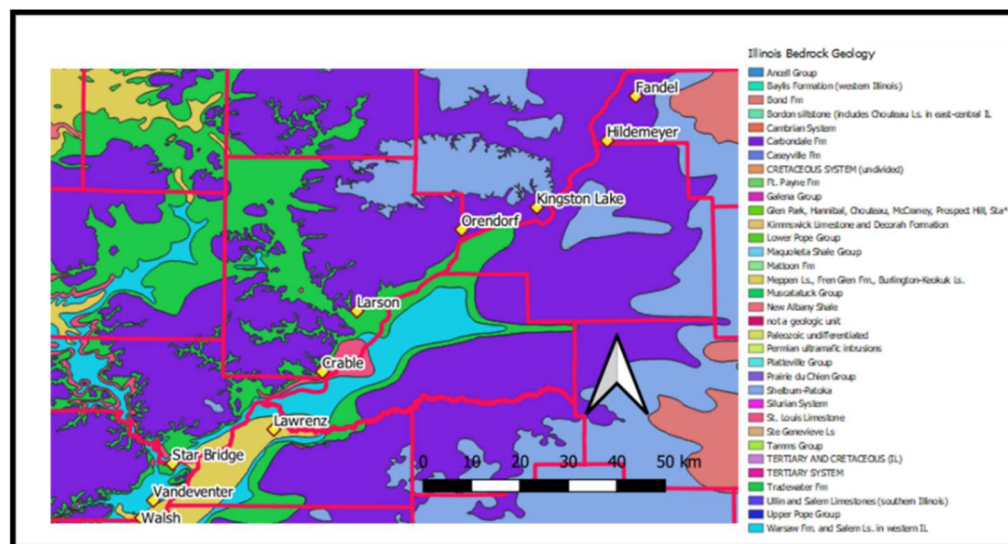 Illinois Bedrock Geology
Ancell Group
Baylis Formation (western Illinois)
Bond Fm
Bordon siltstone (includes Chouteau Ls. in east-central IL
Cambrian System
Carbondale Fm
Caseyville Fm
CRETACEOUS SYSTEM (undivided)
Ft. Payne Fm
Galena Group
Glen Park, Hannibal, Chouteau, McCraney, Prospect Hill, Sta"
Kimmswick Limestone and Decorah Formation
Lower Pope Group
Maquoketa Shale Group
Mattoon Fm
Meppen Ls., Fren Glen Fm., Burlington-Keokuk Ls.
Muscatatuck Group
New Albany Shale
not a geologic unit
Paleozoic undifferentiated
Permian ultramafic intrusions
Platteville Group
Prairie du Chien Group
Shelburn-Patoka
Silurian System
St. Louis Limestone
Ste Genevieve Ls
Tamms Group
TERTIARY AND CRETACEOUS (IL)
TERTIARY SYSTEM
Tradewater Fm
Ullin and Salem Limestones (southern Illinois)
Upper Pope Group
Warsaw Fm. and Salem Ls. in western IL
Fandel
Hildemeyer
Kingston Lake
Orendorf
Larson
Crable
Lawrenz
Star Bridge
Vandeventer
Walsh
0 10 20 30 40 50 km